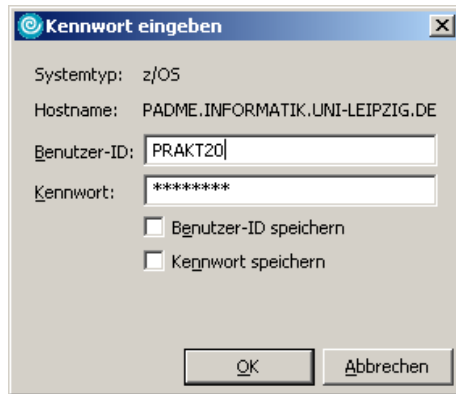 Kennwort eingeben
Systemtyp: z/OS
Hostname: PADME.INFORMATIK.UNI-LEIPZIG.DE
Benutzer-ID: PRAKT20
Kennwort: ********
Benutzer-ID speichern
Kennwort speichern
OK Abbrechen